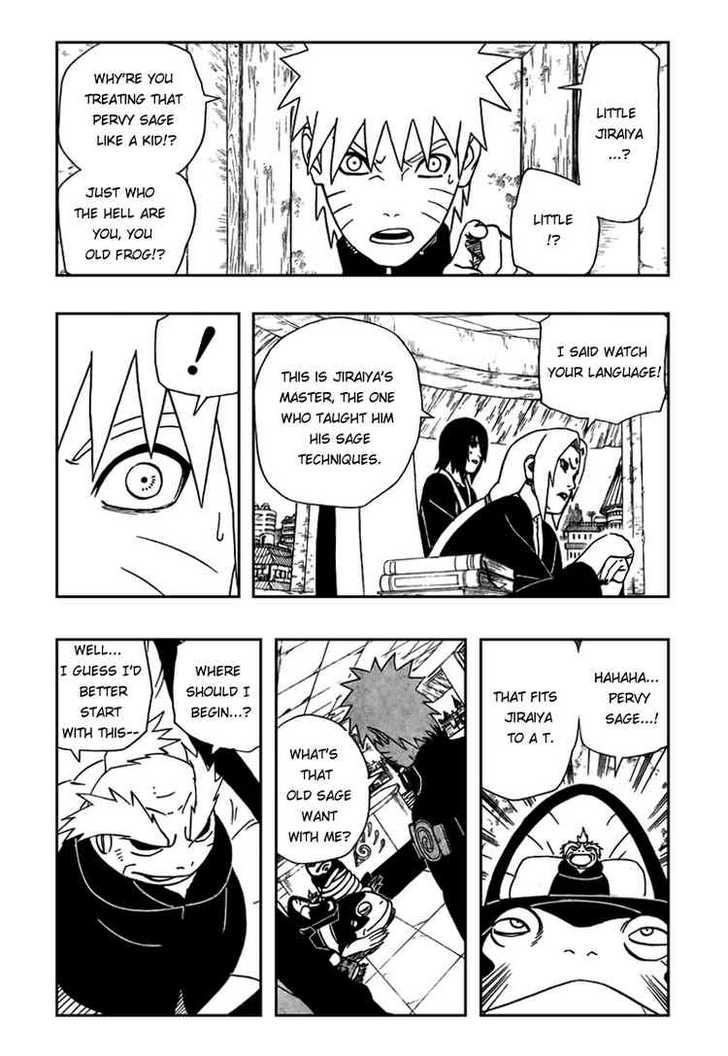 LITTLE
JIRAIYA
...?
LITTLE
!?
WHY'RE YOU
TREATING THAT
PERVY SAGE
LIKE A KID!?
JUST WHO
THE HELL ARE
YOU, YOU
OLD FROG!?
I SAID WATCH
YOUR LANGUAGE!
THIS IS JIRAIYA'S
MASTER, THE ONE
WHO TAUGHT HIM
HIS SAGE
TECHNIQUES.
!
HAHAHA...
PERVY
SAGE...!
THAT FITS
JIRAIYA
TO A T.
WHAT'S
THAT
OLD SAGE
WANT
WITH ME?
WHERE
SHOULD I
BEGIN...?
WELL...
I GUESS I'D
BETTER
START
WITH THIS--